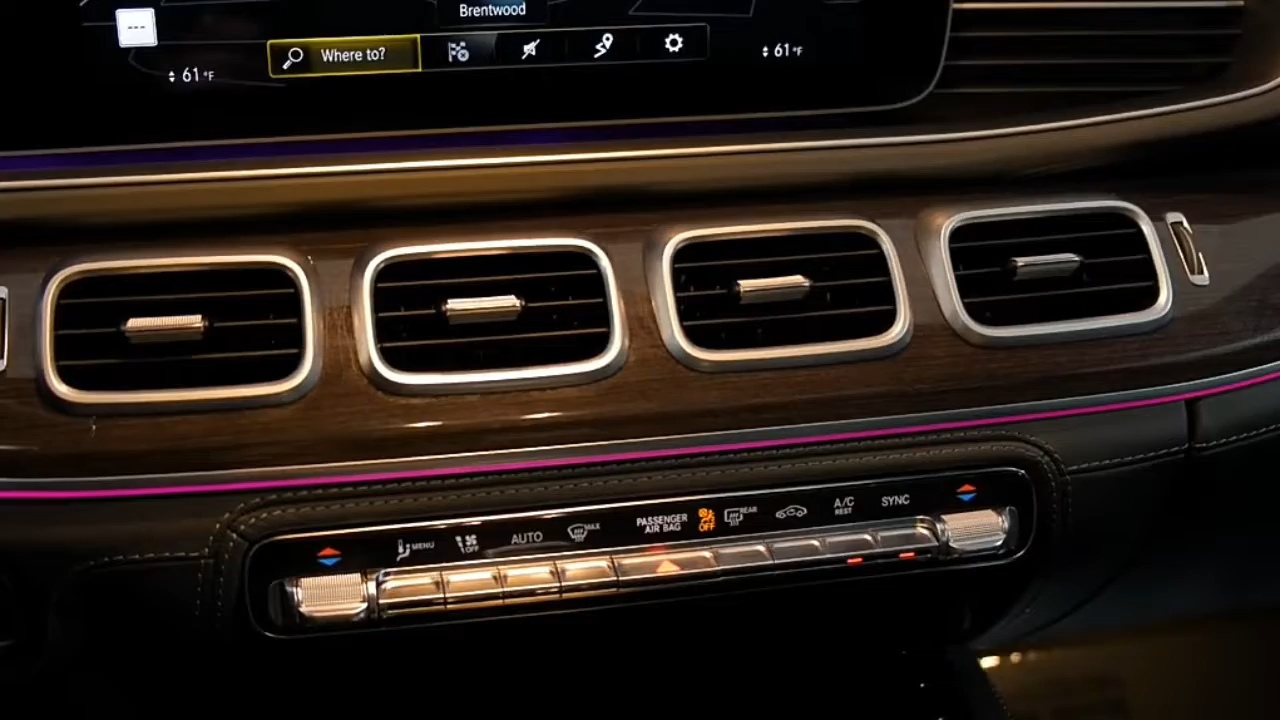 Brentwood
---
Where to?
61°F
61°F
MENU
OFF
AUTO
MAX
PASSENGER
AIR BAG
OFF
REAR
A/C
REST
SYNC